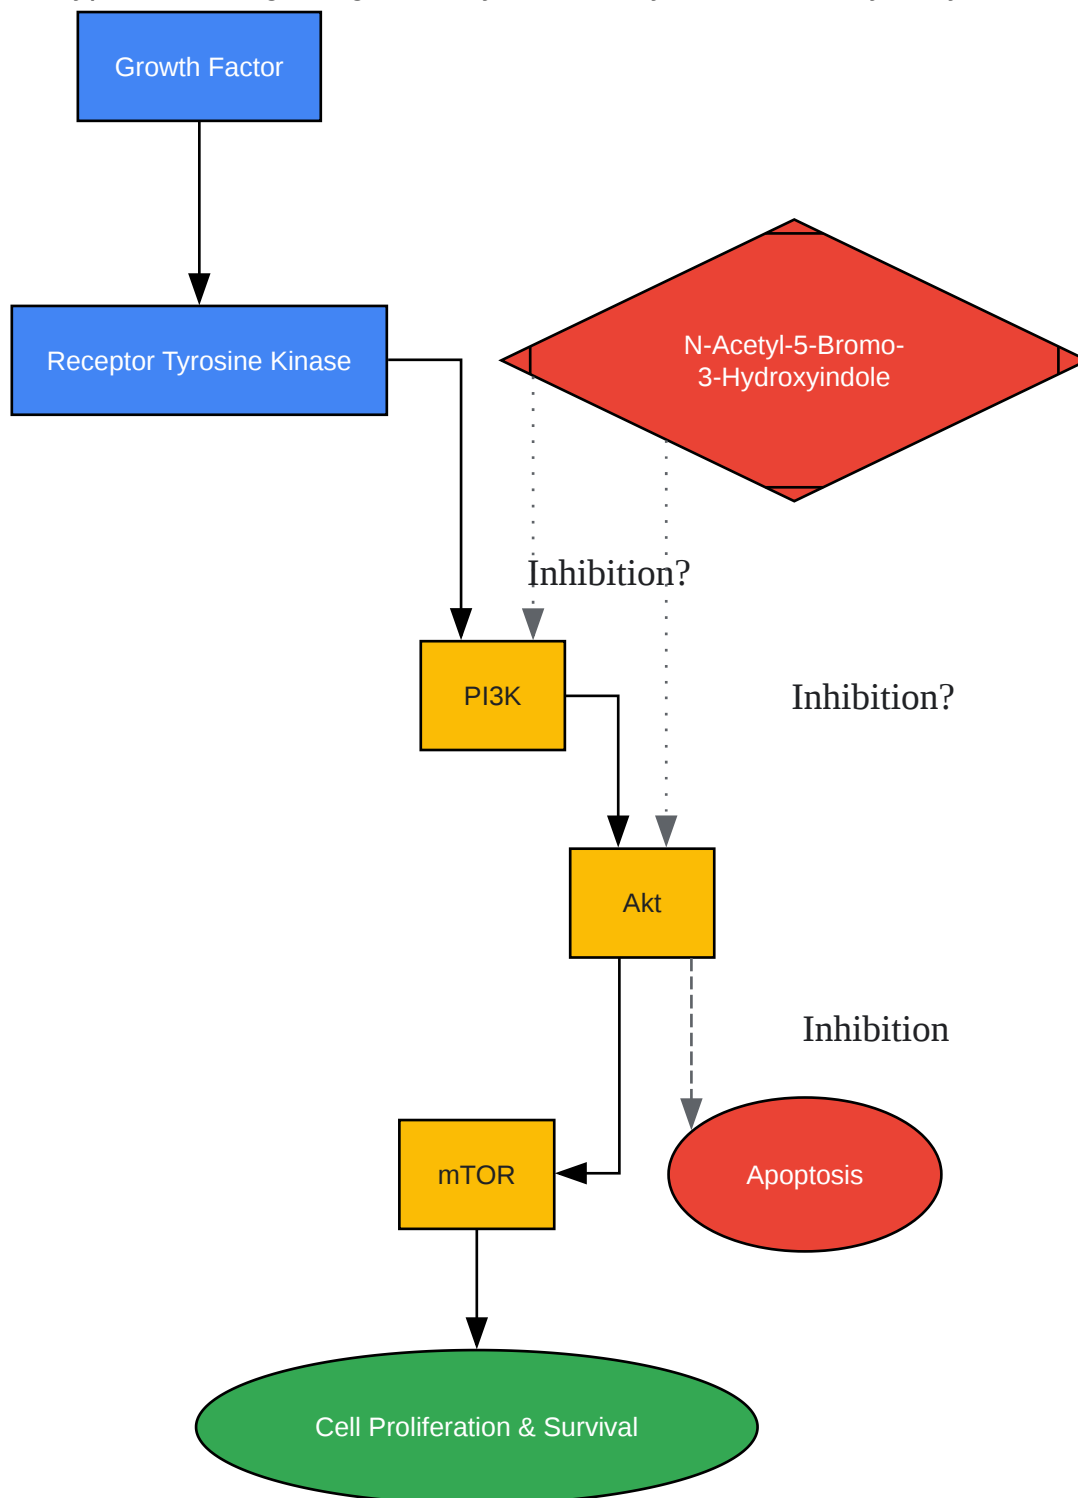 Growth Factor
Receptor Tyrosine Kinase
N-Acetyl-5-Bromo-
3-Hydroxyindole
Inhibition?
PI3K
Inhibition?
Akt
Inhibition
mTOR
Apoptosis
Cell Proliferation & Survival